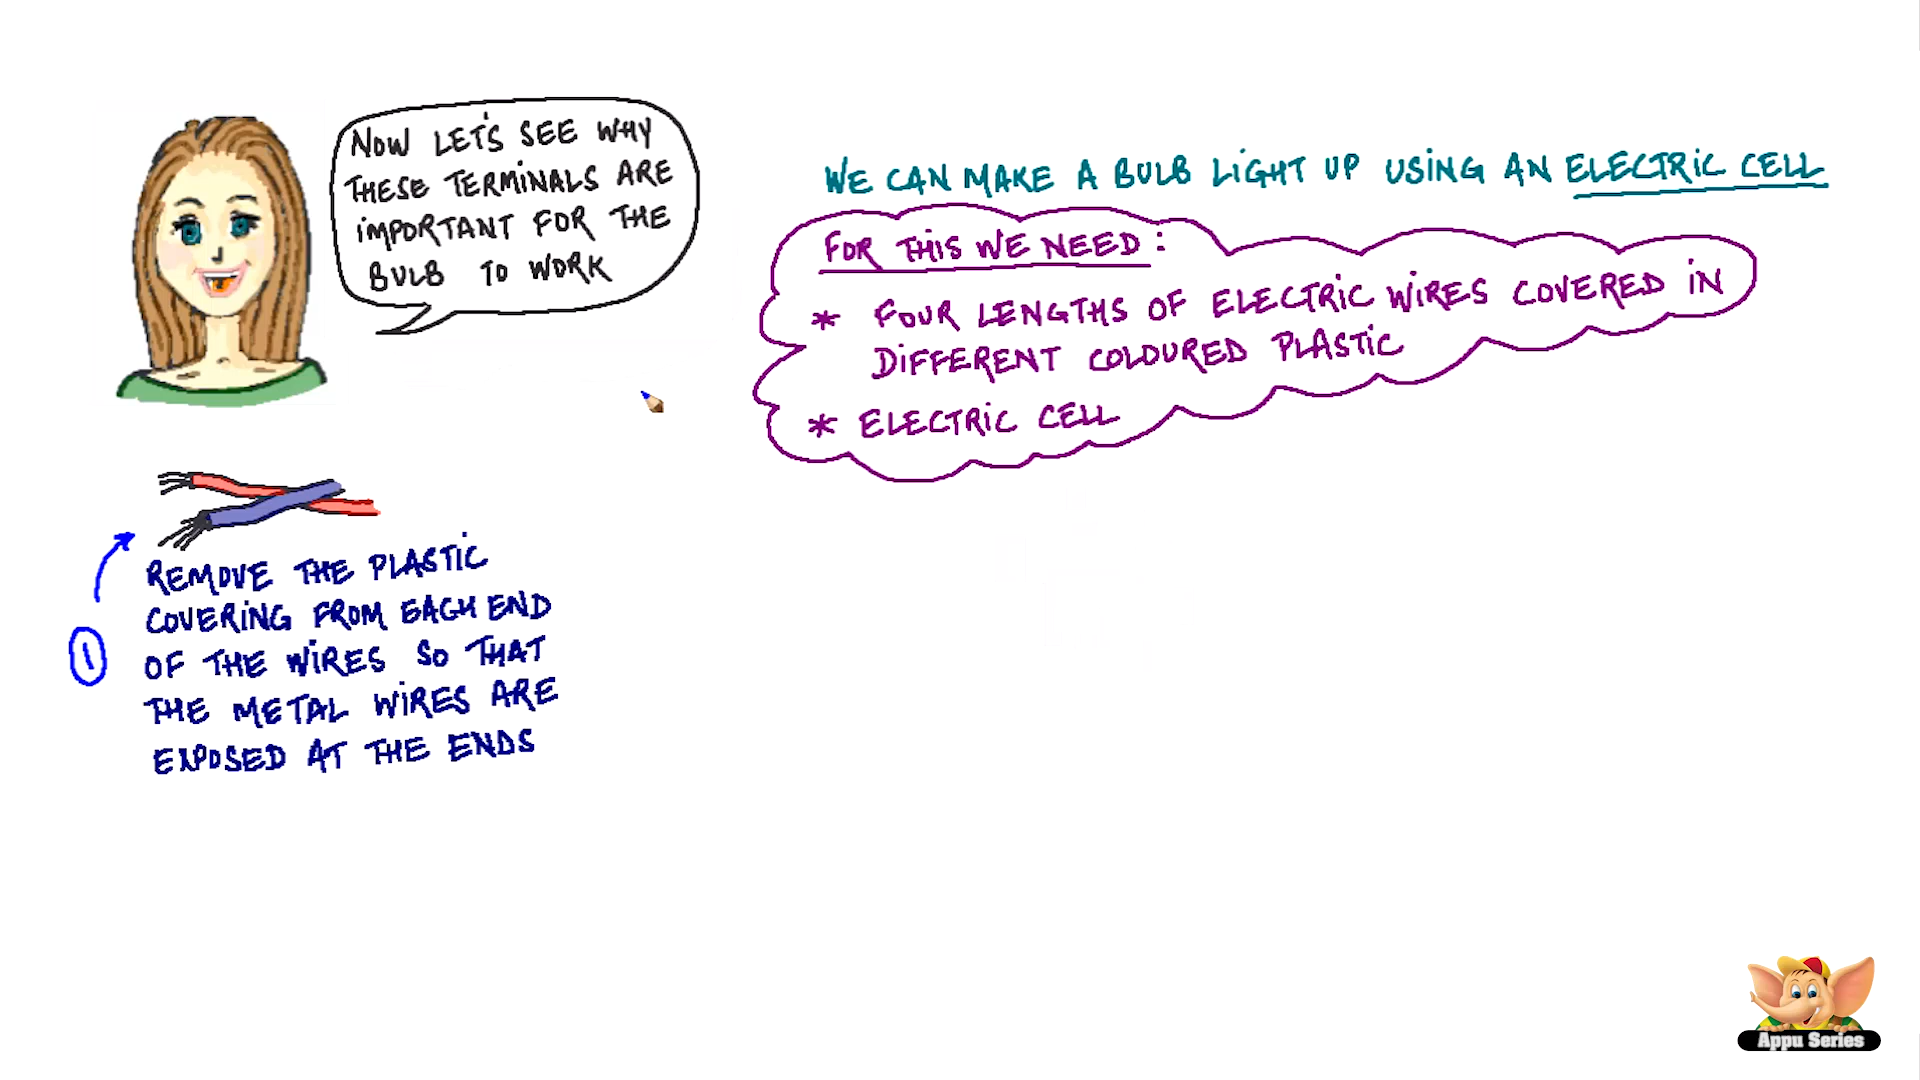 NOW LET'S SEE WHY
THESE TERMINALS ARE
IMPORTANT FOR THE
BULB TO WORK
WE CAN MAKE A BULB LIGHT UP USING AN ELECTRIC CELL
FOR THIS WE NEED:
* FOUR LENGTHS OF ELECTRIC WIRES COVERED IN
DIFFERENT COLOURED PLASTIC
* ELECTRIC CELL
1
REMOVE THE PLASTIC
COVERING FROM EACH END
OF THE WIRES SO THAT
THE METAL WIRES ARE
EXPOSED AT THE ENDS
Appu Series